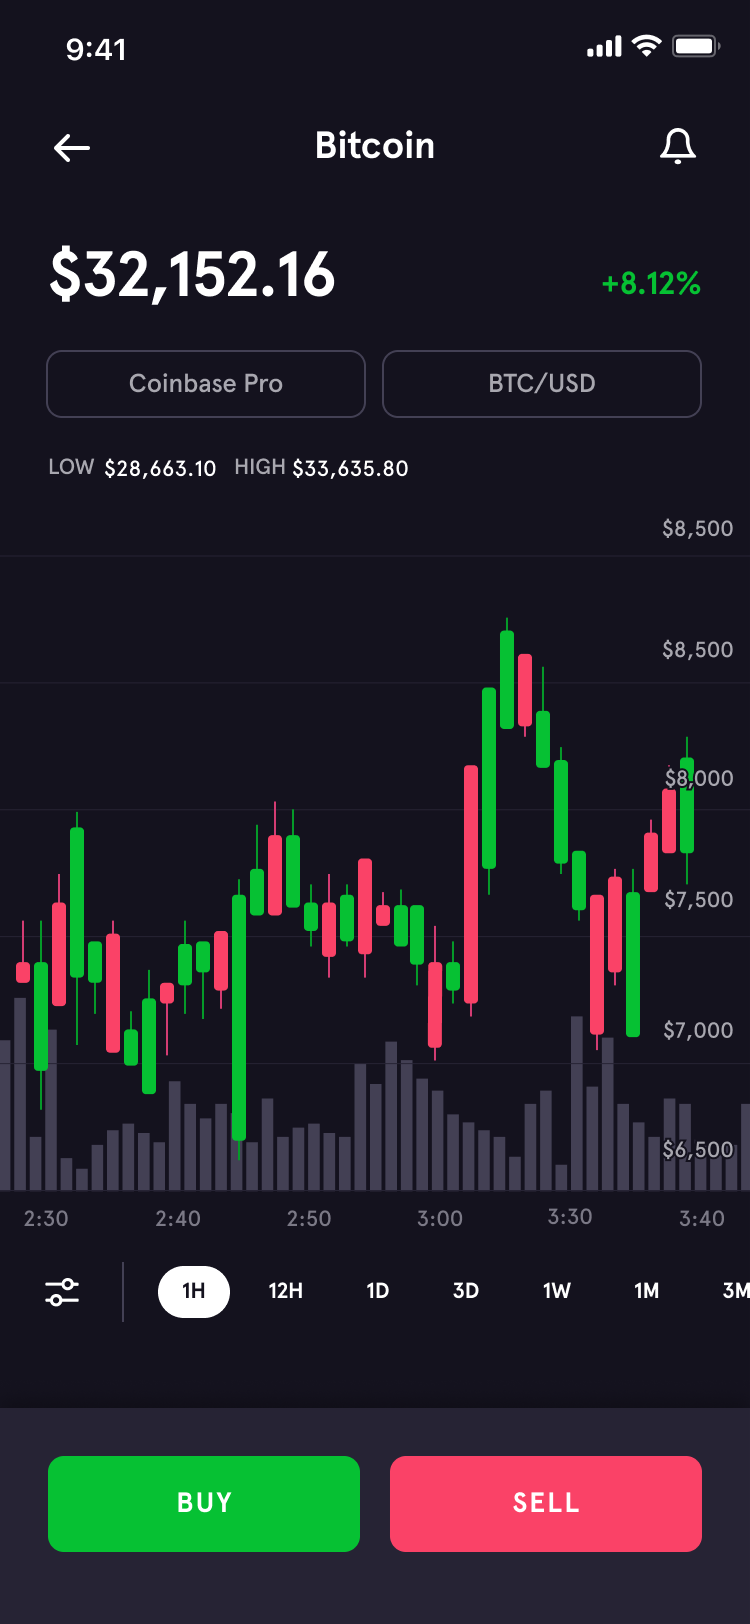 9:41
Bitcoin
$32,152.16
+8.12%
Coinbase Pro
BTC/USD
LOW $28,663.10 HIGH $33,635.80
$8,500
$8,500
$8,000
$7,500
$7,000
$6,500
2:30 2:40 2:50 3:00 3:30 3:40
1H 12H 1D 3D 1W 1M 3M
BUY
SELL